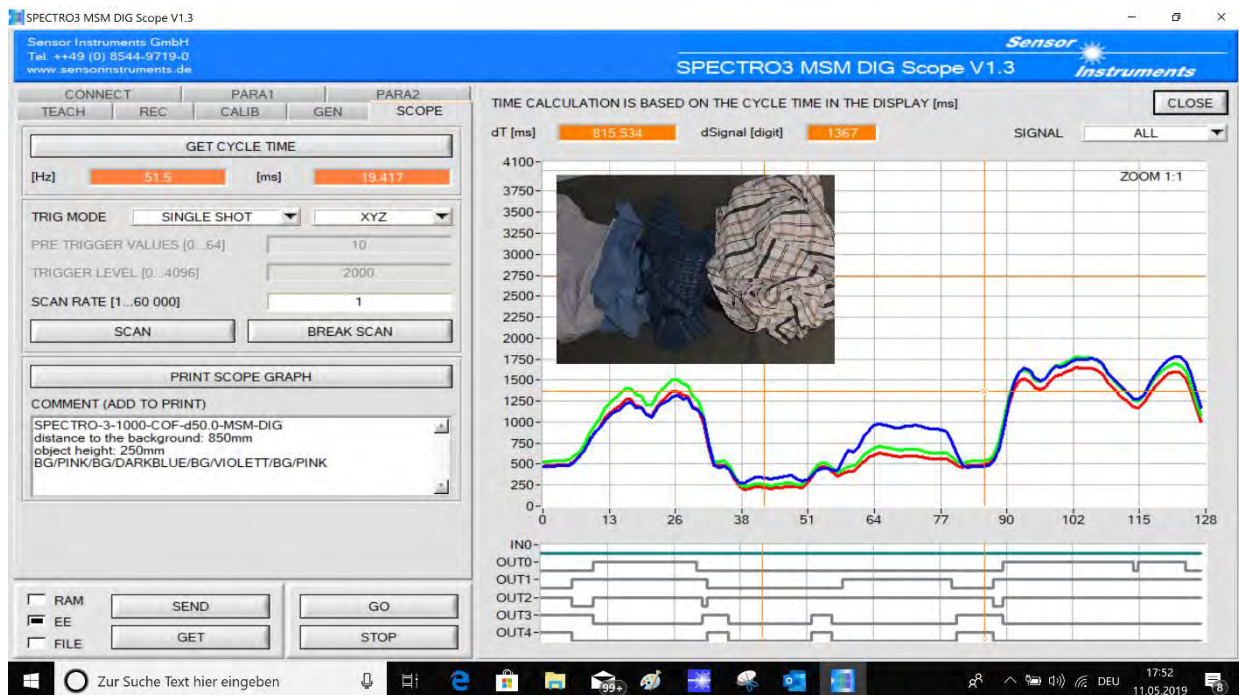 SPECTRO3 MSM DIG Scope V1.3
Sensor Instruments GmbH
Tel. ++49 (0) 8544-9719-0
www.sensorinstruments.de
SPECTRO3 MSM DIG Scope V1.3
Sensor
Instruments
CONNECT PARA1 PARA2
TEACH REC CALIB GEN SCOPE
GET CYCLE TIME
[Hz] 51.5 [ms] 19.417
TRIG MODE SINGLE SHOT XYZ
PRE TRIGGER VALUES [0...64] 10
TRIGGER LEVEL [0...4096] 2000
SCAN RATE [1...60 000] 1
SCAN BREAK SCAN
PRINT SCOPE GRAPH
COMMENT (ADD TO PRINT)
SPECTRO-3-1000-COF-d50.0-MSM-DIG
distance to the background: 850mm
object height: 250mm
BG/PINK/BG/DARKBLUE/BG/VIOLETT/BG/PINK
RAM
EE
FILE
SEND GO
GET STOP
TIME CALCULATION IS BASED ON THE CYCLE TIME IN THE DISPLAY [ms]
CLOSE
dT [ms] 815.534 dSignal [digit] 1367 SIGNAL ALL
ZOOM 1:1
4100
3750
3500
3250
3000
2750
2500
2250
2000
1750
1500
1250
1000
750
500
250
0
0 13 26 38 51 64 77 90 102 115 128
IN0
OUT0
OUT1
OUT2
OUT3
OUT4
Zur Suche Text hier eingeben
99+
DEU
17:52
11.05.2019
8